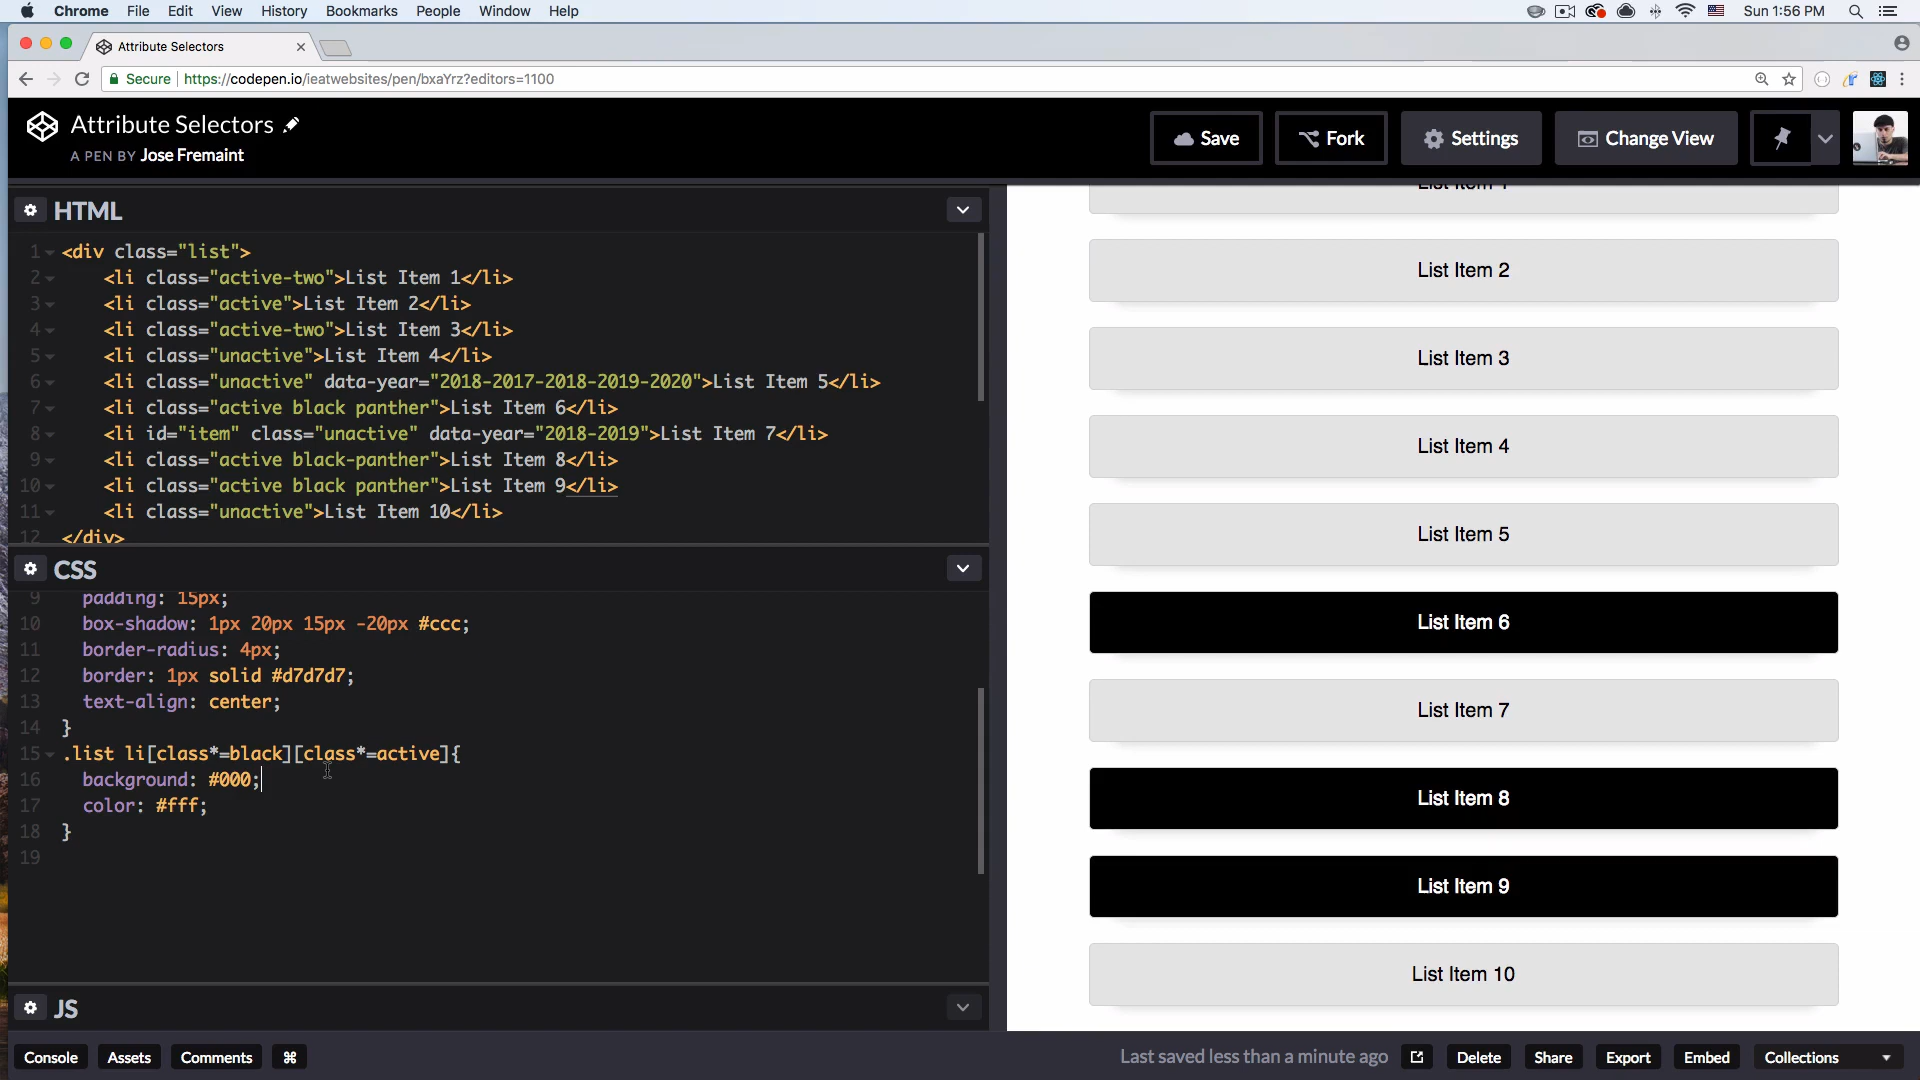 Chrome File Edit View History Bookmarks People Window Help Sun 1:56 PM
Attribute Selectors
Secure https://codepen.io/ieatwebsites/pen/bxaYrz?editors=1100
Attribute Selectors
A PEN BY Jose Fremaint
Save Fork Settings Change View
HTML
1 <div class="list">
2 <li class="active-two">List Item 1</li>
3 <li class="active">List Item 2</li>
4 <li class="active-two">List Item 3</li>
5 <li class="unactive">List Item 4</li>
6 <li class="unactive" data-year="2018-2017-2018-2019-2020">List Item 5</li>
7 <li class="active black panther">List Item 6</li>
8 <li id="item" class="unactive" data-year="2018-2019">List Item 7</li>
9 <li class="active black-panther">List Item 8</li>
10 <li class="active black panther">List Item 9</li>
11 <li class="unactive">List Item 10</li>
12 </div>
CSS
9 padding: 15px;
10 box-shadow: 1px 20px 15px -20px #ccc;
11 border-radius: 4px;
12 border: 1px solid #d7d7d7;
13 text-align: center;
14 }
15 .list li[class*=black][class*=active]{
16 background: #000;
17 color: #fff;
18 }
19
JS
List Item 1
List Item 2
List Item 3
List Item 4
List Item 5
List Item 6
List Item 7
List Item 8
List Item 9
List Item 10
Console Assets Comments ⌘ Last saved less than a minute ago Delete Share Export Embed Collections